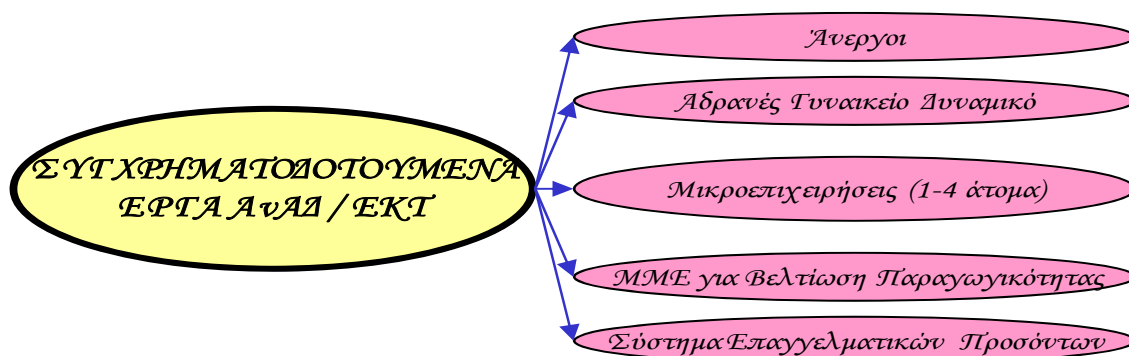 ΣΥΓΧΡΗΜΑΤΟΔΟΤΟΥΜΕΝΑ
ΕΡΓΑ ΑνΑΔ / ΕΚΤ
Άνεργοι
Αδρανές Γυναικείο Δυναμικό
Μικροεπιχειρήσεις (1-4 άτομα)
ΜΜΕ για Βελτίωση Παραγωγικότητας
Σύστημα Επαγγελματικών Προσόντων